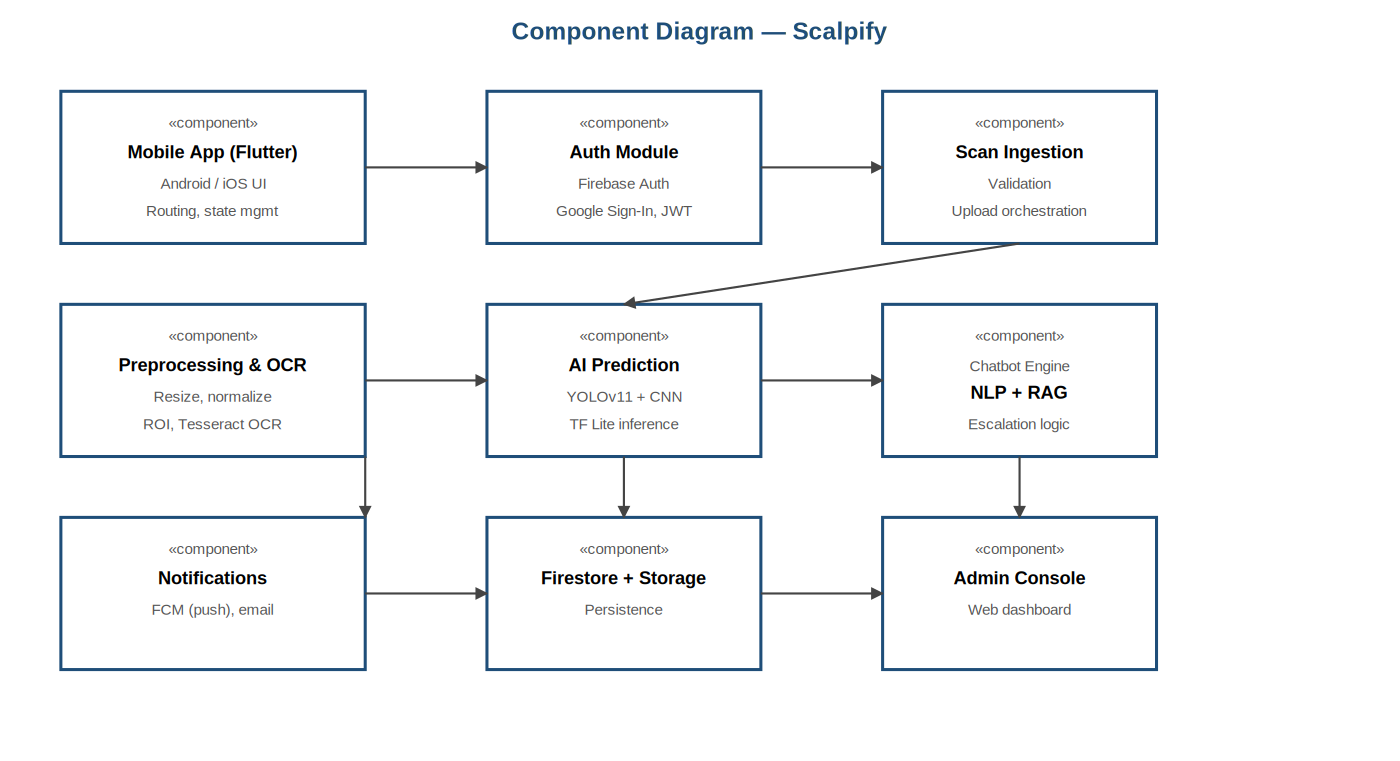 Component Diagram — Scalpify
«component»
Mobile App (Flutter)
Android / iOS UI
Routing, state mgmt
«component»
Auth Module
Firebase Auth
Google Sign-In, JWT
«component»
Scan Ingestion
Validation
Upload orchestration
«component»
Preprocessing & OCR
Resize, normalize
ROI, Tesseract OCR
«component»
AI Prediction
YOLOv11 + CNN
TF Lite inference
«component»
Chatbot Engine
NLP + RAG
Escalation logic
«component»
Notifications
FCM (push), email
«component»
Firestore + Storage
Persistence
«component»
Admin Console
Web dashboard